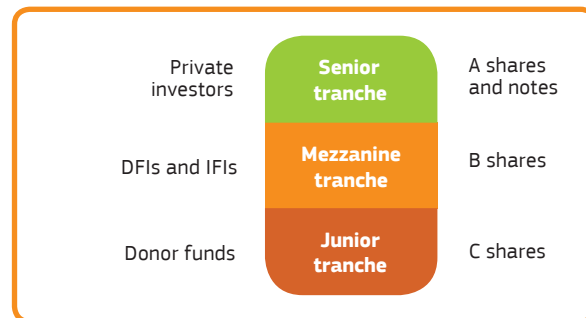 Private
investors
Senior
tranche
A shares
and notes
DFIs and IFIs
Mezzanine
tranche
B shares
Donor funds
Junior
tranche
C shares